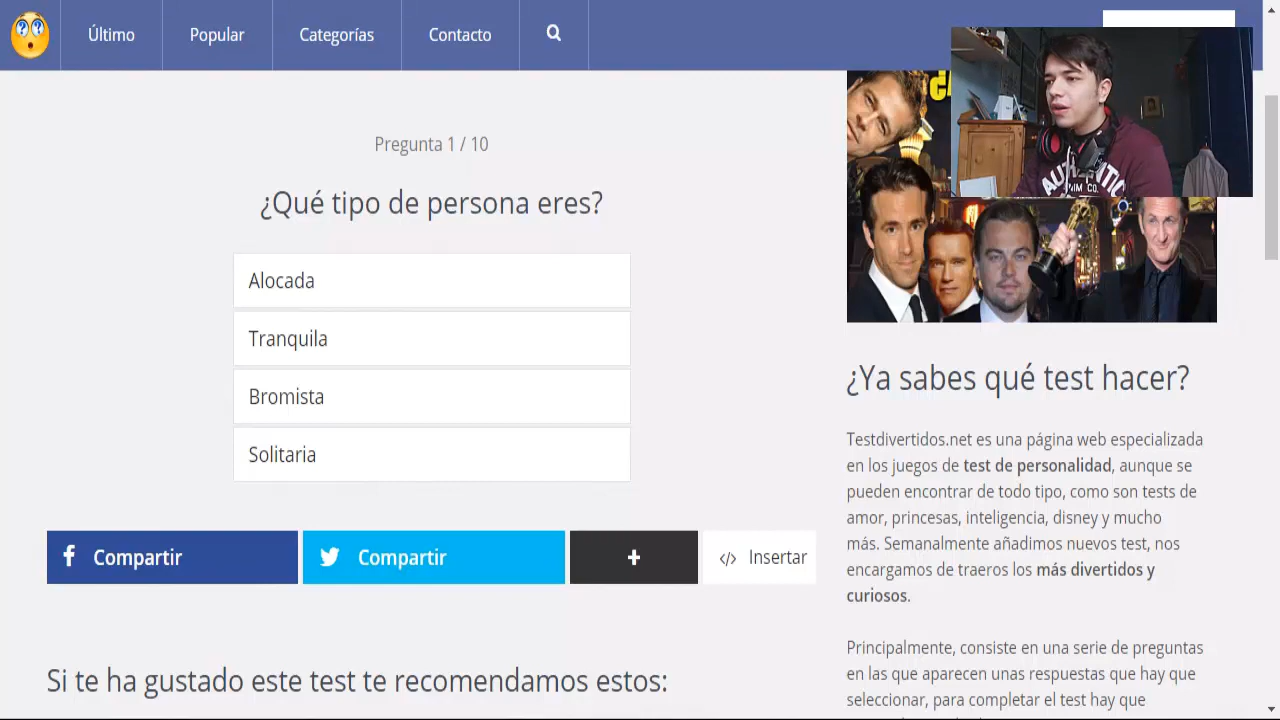 Último
Popular
Categorías
Contacto
Pregunta 1 / 10
¿Qué tipo de persona eres?
Alocada
Tranquila
Bromista
Solitaria
Compartir
Compartir
+
</> Insertar
Si te ha gustado este test te recomendamos estos:
AUTHENTIC
DENIM CO.
¿Ya sabes qué test hacer?
Testdivertidos.net es una página web especializada
en los juegos de test de personalidad, aunque se
pueden encontrar de todo tipo, como son tests de
amor, princesas, inteligencia, disney y mucho
más. Semanalmente añadimos nuevos test, nos
encargamos de traeros los más divertidos y
curiosos.
Principalmente, consiste en una serie de preguntas
en las que aparecen unas respuestas que hay que
seleccionar, para completar el test hay que